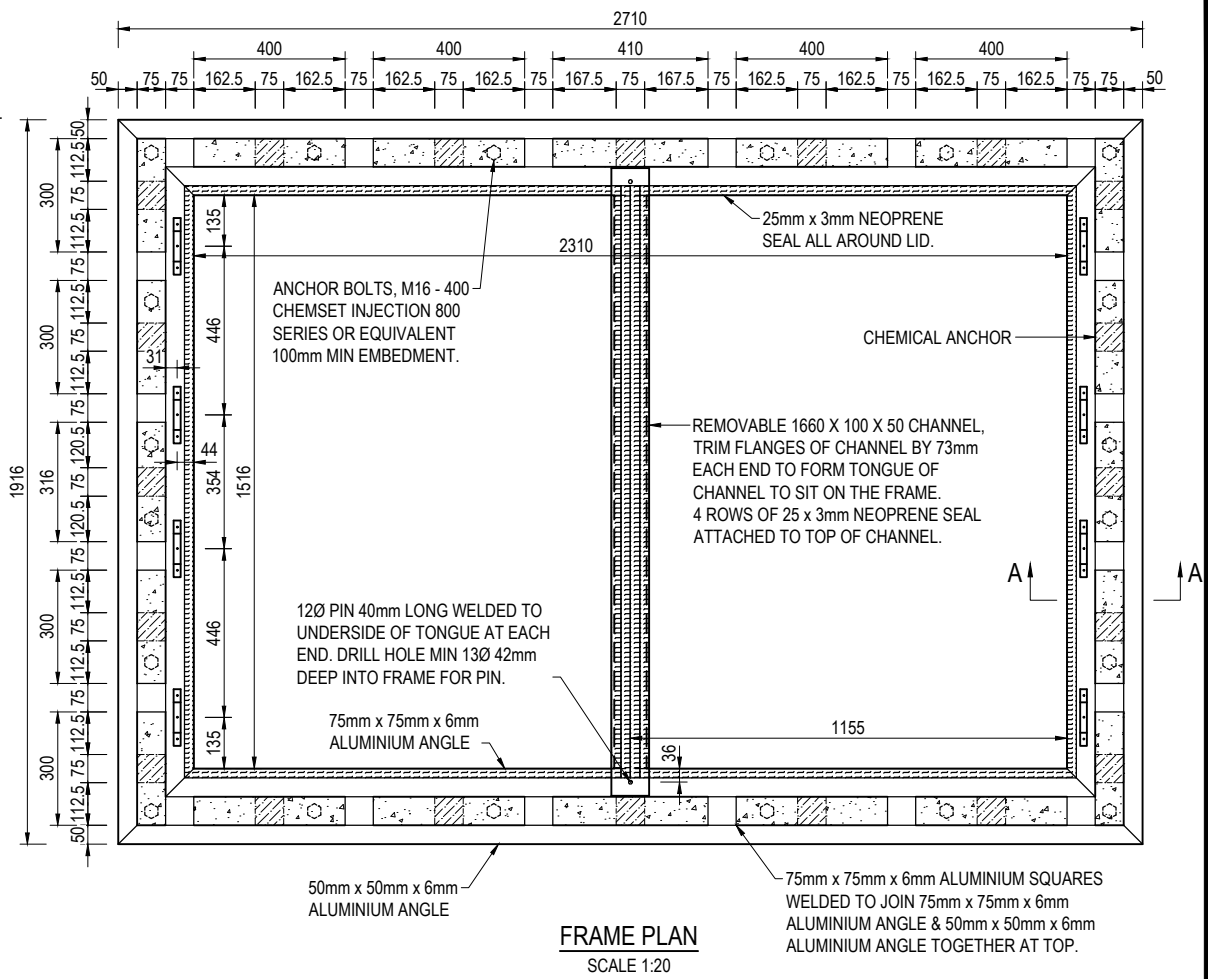 2710
400 400 410 400 400
50 75 75 162.5 75 162.5 75 162.5 75 162.5 75 167.5 75 167.5 75 162.5 75 162.5 75 162.5 75 162.5 75 75 50
1916
300
300
316
300
300
50
112.5
75
112.5
75
112.5
75
112.5
75
120.5
75
120.5
75
112.5
75
112.5
75
112.5
75
112.5
50
135
446
354
446
135
1516
31
44
2310
1155
36
25mm x 3mm NEOPRENE
SEAL ALL AROUND LID.
ANCHOR BOLTS, M16 - 400
CHEMSET INJECTION 800
SERIES OR EQUIVALENT
100mm MIN EMBEDMENT.
CHEMICAL ANCHOR
REMOVABLE 1660 X 100 X 50 CHANNEL,
TRIM FLANGES OF CHANNEL BY 73mm
EACH END TO FORM TONGUE OF
CHANNEL TO SIT ON THE FRAME.
4 ROWS OF 25 x 3mm NEOPRENE SEAL
ATTACHED TO TOP OF CHANNEL.
A A
12Ø PIN 40mm LONG WELDED TO
UNDERSIDE OF TONGUE AT EACH
END. DRILL HOLE MIN 13Ø 42mm
DEEP INTO FRAME FOR PIN.
75mm x 75mm x 6mm
ALUMINIUM ANGLE
50mm x 50mm x 6mm
ALUMINIUM ANGLE
75mm x 75mm x 6mm ALUMINIUM SQUARES
WELDED TO JOIN 75mm x 75mm x 6mm
ALUMINIUM ANGLE & 50mm x 50mm x 6mm
ALUMINIUM ANGLE TOGETHER AT TOP.
FRAME PLAN
SCALE 1:20